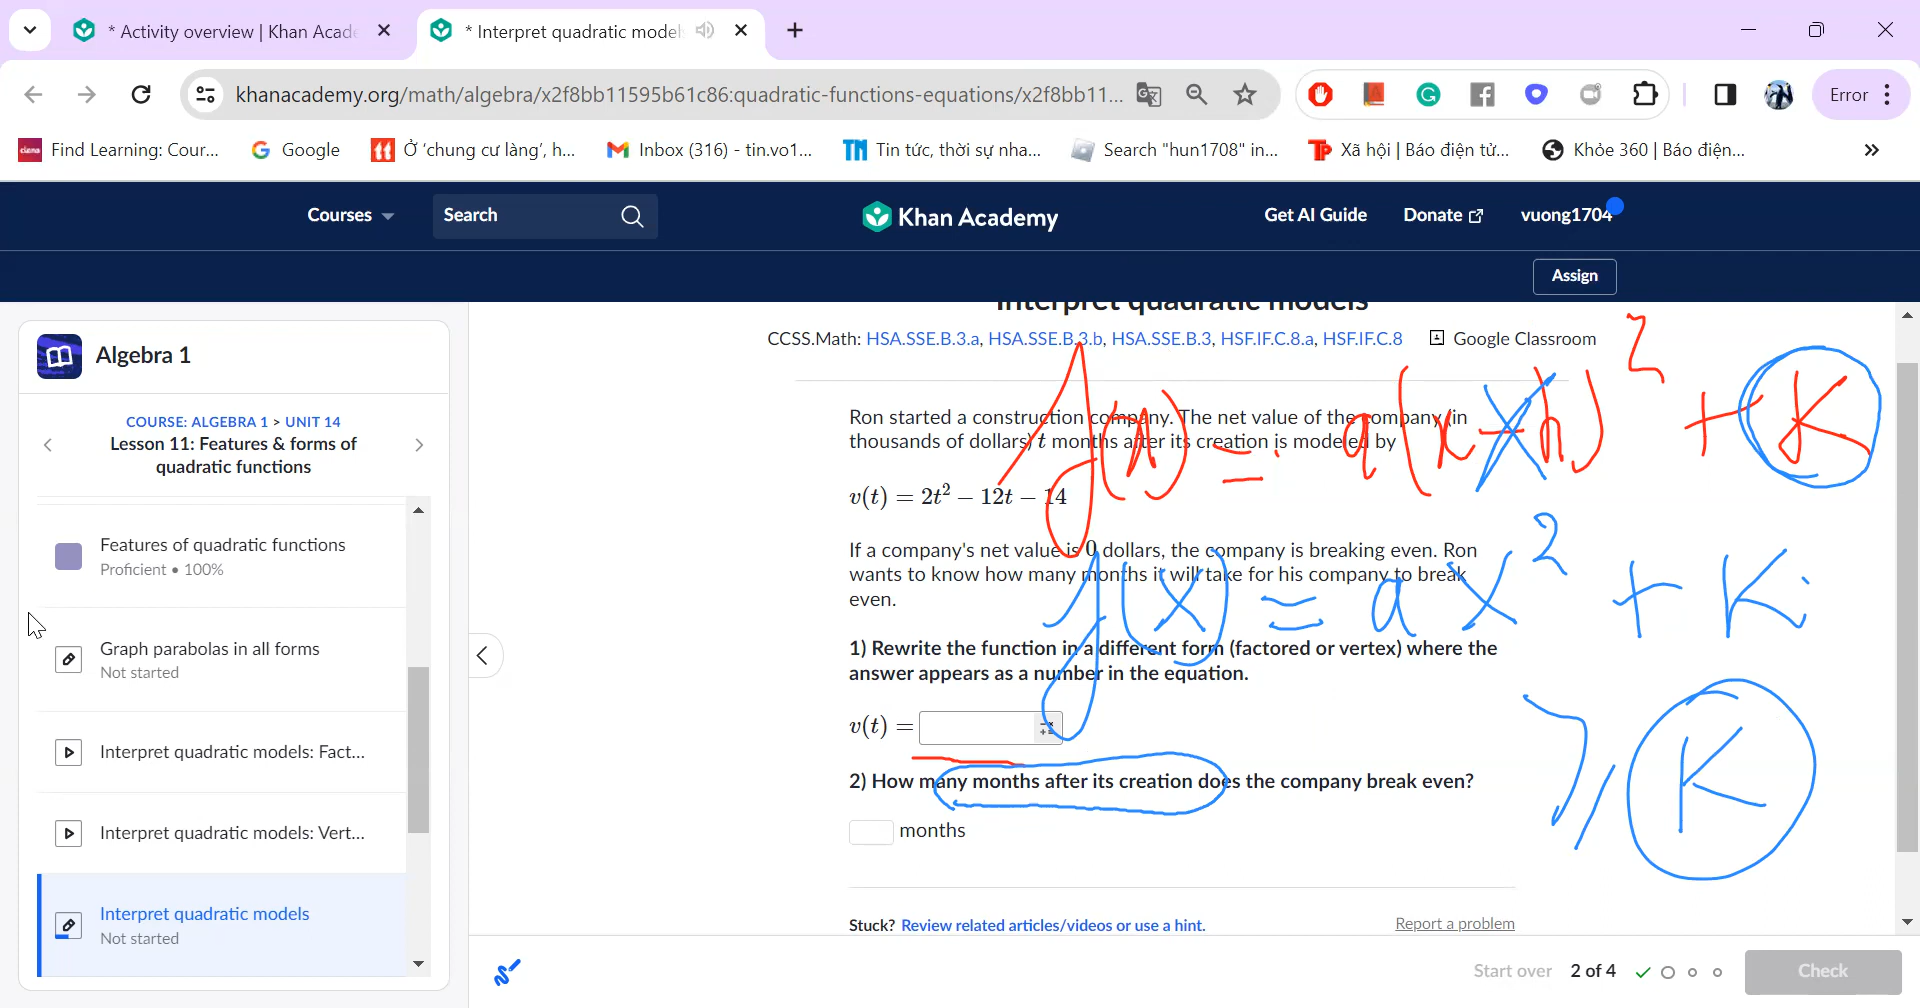 * Activity overview | Khan Acade
* Interpret quadratic model
khanacademy.org/math/algebra/x2f8bb11595b61c86:quadratic-functions-equations/x2f8bb11...
Error
Find Learning: Cour...
Google
Ở 'chung cư làng', h...
Inbox (316) - tin.vo1...
Tin tức, thời sự nha...
Search "hun1708" in...
Xã hội | Báo điện tử...
Khỏe 360 | Báo điện...
Courses
Search
Khan Academy
Get AI Guide
Donate
vuong1704
Assign
Algebra 1
COURSE: ALGEBRA 1 > UNIT 14
Lesson 11: Features & forms of
quadratic functions
Features of quadratic functions
Proficient • 100%
Graph parabolas in all forms
Not started
Interpret quadratic models: Fact...
Interpret quadratic models: Vert...
Interpret quadratic models
Not started
Interpret quadratic models
CCSS.Math: HSA.SSE.B.3.a, HSA.SSE.B.3.b, HSA.SSE.B.3, HSF.IF.C.8.a, HSF.IF.C.8
Google Classroom
Ron started a construction company. The net value of the company (in
thousands of dollars) t months after its creation is modeled by
v(t) = 2t² − 12t − 14
If a company's net value is 0 dollars, the company is breaking even. Ron
wants to know how many months it will take for his company to break
even.
1) Rewrite the function in a different form (factored or vertex) where the
answer appears as a number in the equation.
v(t) =
2) How many months after its creation does the company break even?
months
f(x) = a(x-h)² + K
f(x) = ax² + K
K
Stuck? Review related articles/videos or use a hint.
Report a problem
Start over
2 of 4
Check